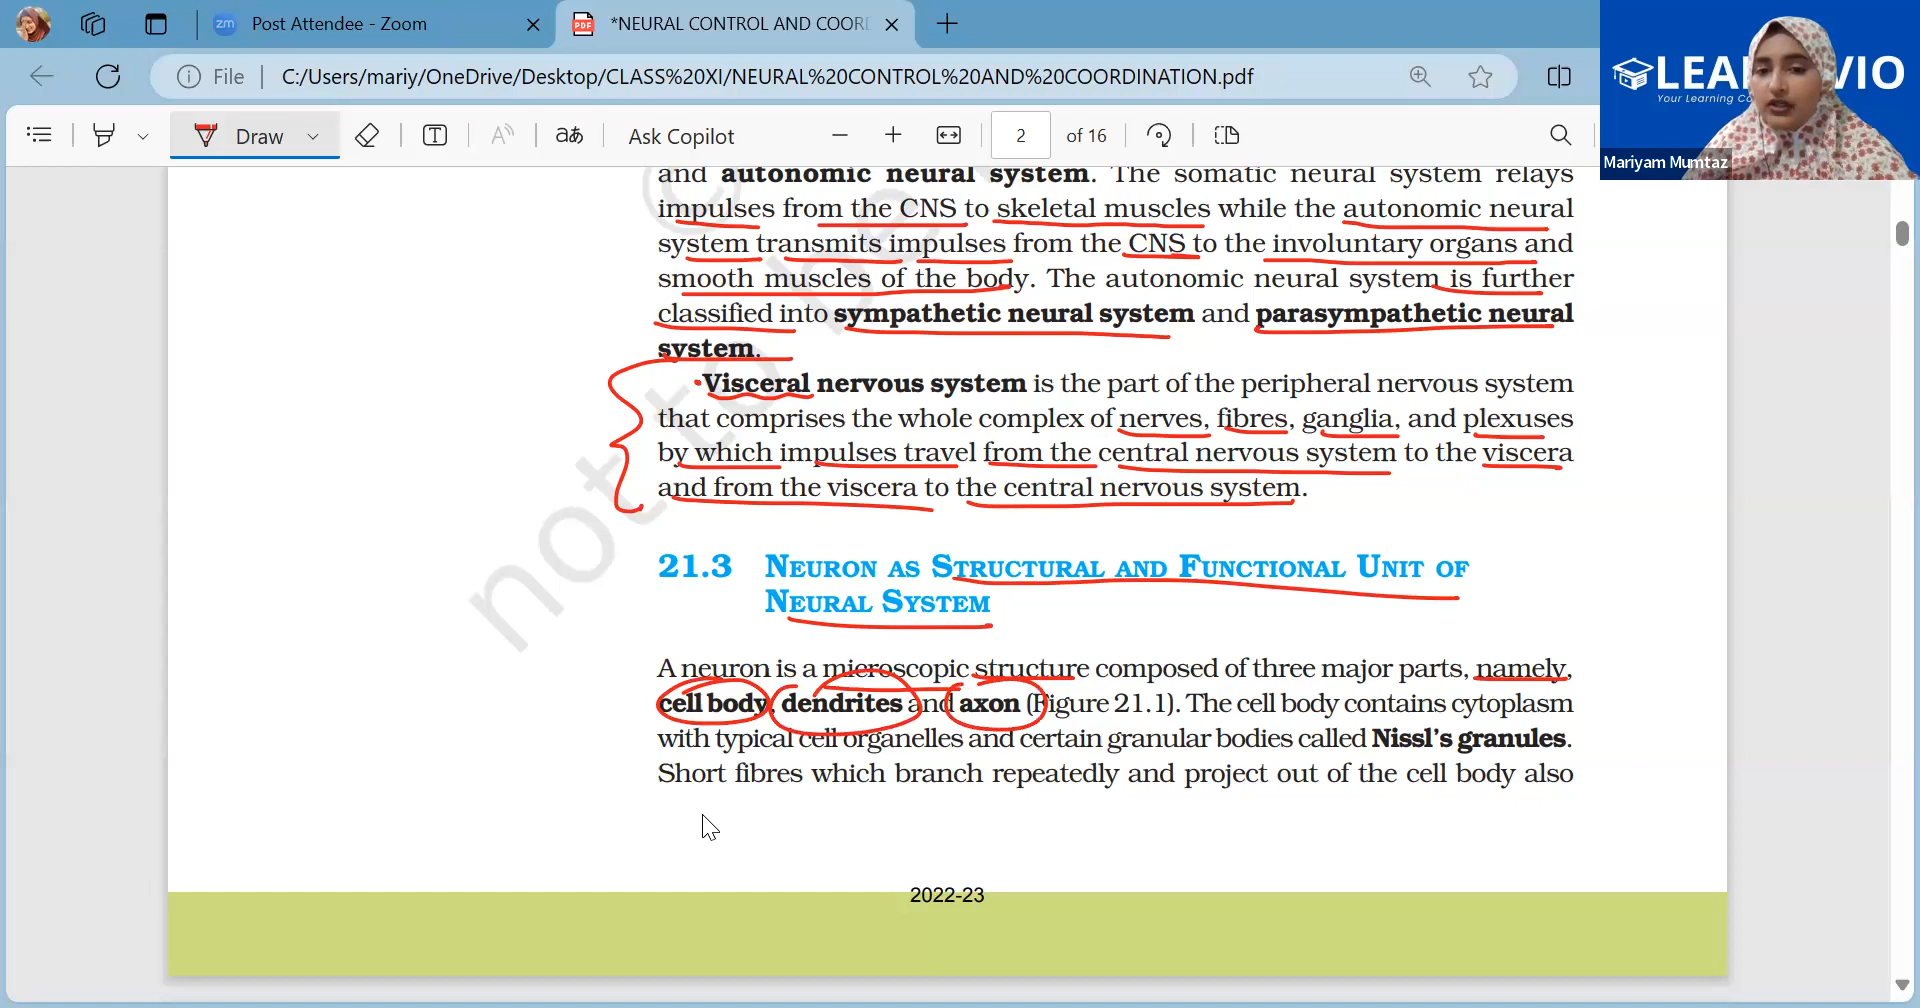 Post Attendee - Zoom
*NEURAL CONTROL AND COORD
File
C:/Users/mariy/OneDrive/Desktop/CLASS%20XI/NEURAL%20CONTROL%20AND%20COORDINATION.pdf
Draw
Ask Copilot
2
of 16
Your Learning Co
Mariyam Mumtaz
and autonomic neural system. The somatic neural system relays
impulses from the CNS to skeletal muscles while the autonomic neural
system transmits impulses from the CNS to the involuntary organs and
smooth muscles of the body. The autonomic neural system is further
classified into sympathetic neural system and parasympathetic neural
system.
Visceral nervous system is the part of the peripheral nervous system
that comprises the whole complex of nerves, fibres, ganglia, and plexuses
by which impulses travel from the central nervous system to the viscera
and from the viscera to the central nervous system.
21.3 NEURON AS STRUCTURAL AND FUNCTIONAL UNIT OF
NEURAL SYSTEM
A neuron is a microscopic structure composed of three major parts, namely,
cell body, dendrites and axon (Figure 21.1). The cell body contains cytoplasm
with typical cell organelles and certain granular bodies called Nissl's granules.
Short fibres which branch repeatedly and project out of the cell body also
not to be
2022-23